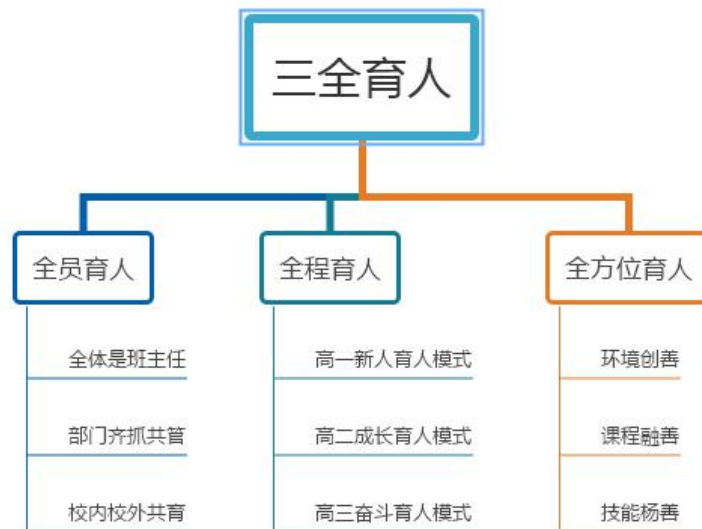 三全育人
全员育人
全程育人
全方位育人
全体是班主任
高一新人育人模式
环境创善
部门齐抓共管
高二成长育人模式
课程融善
校内校外共育
高三奋斗育人模式
技能杨善